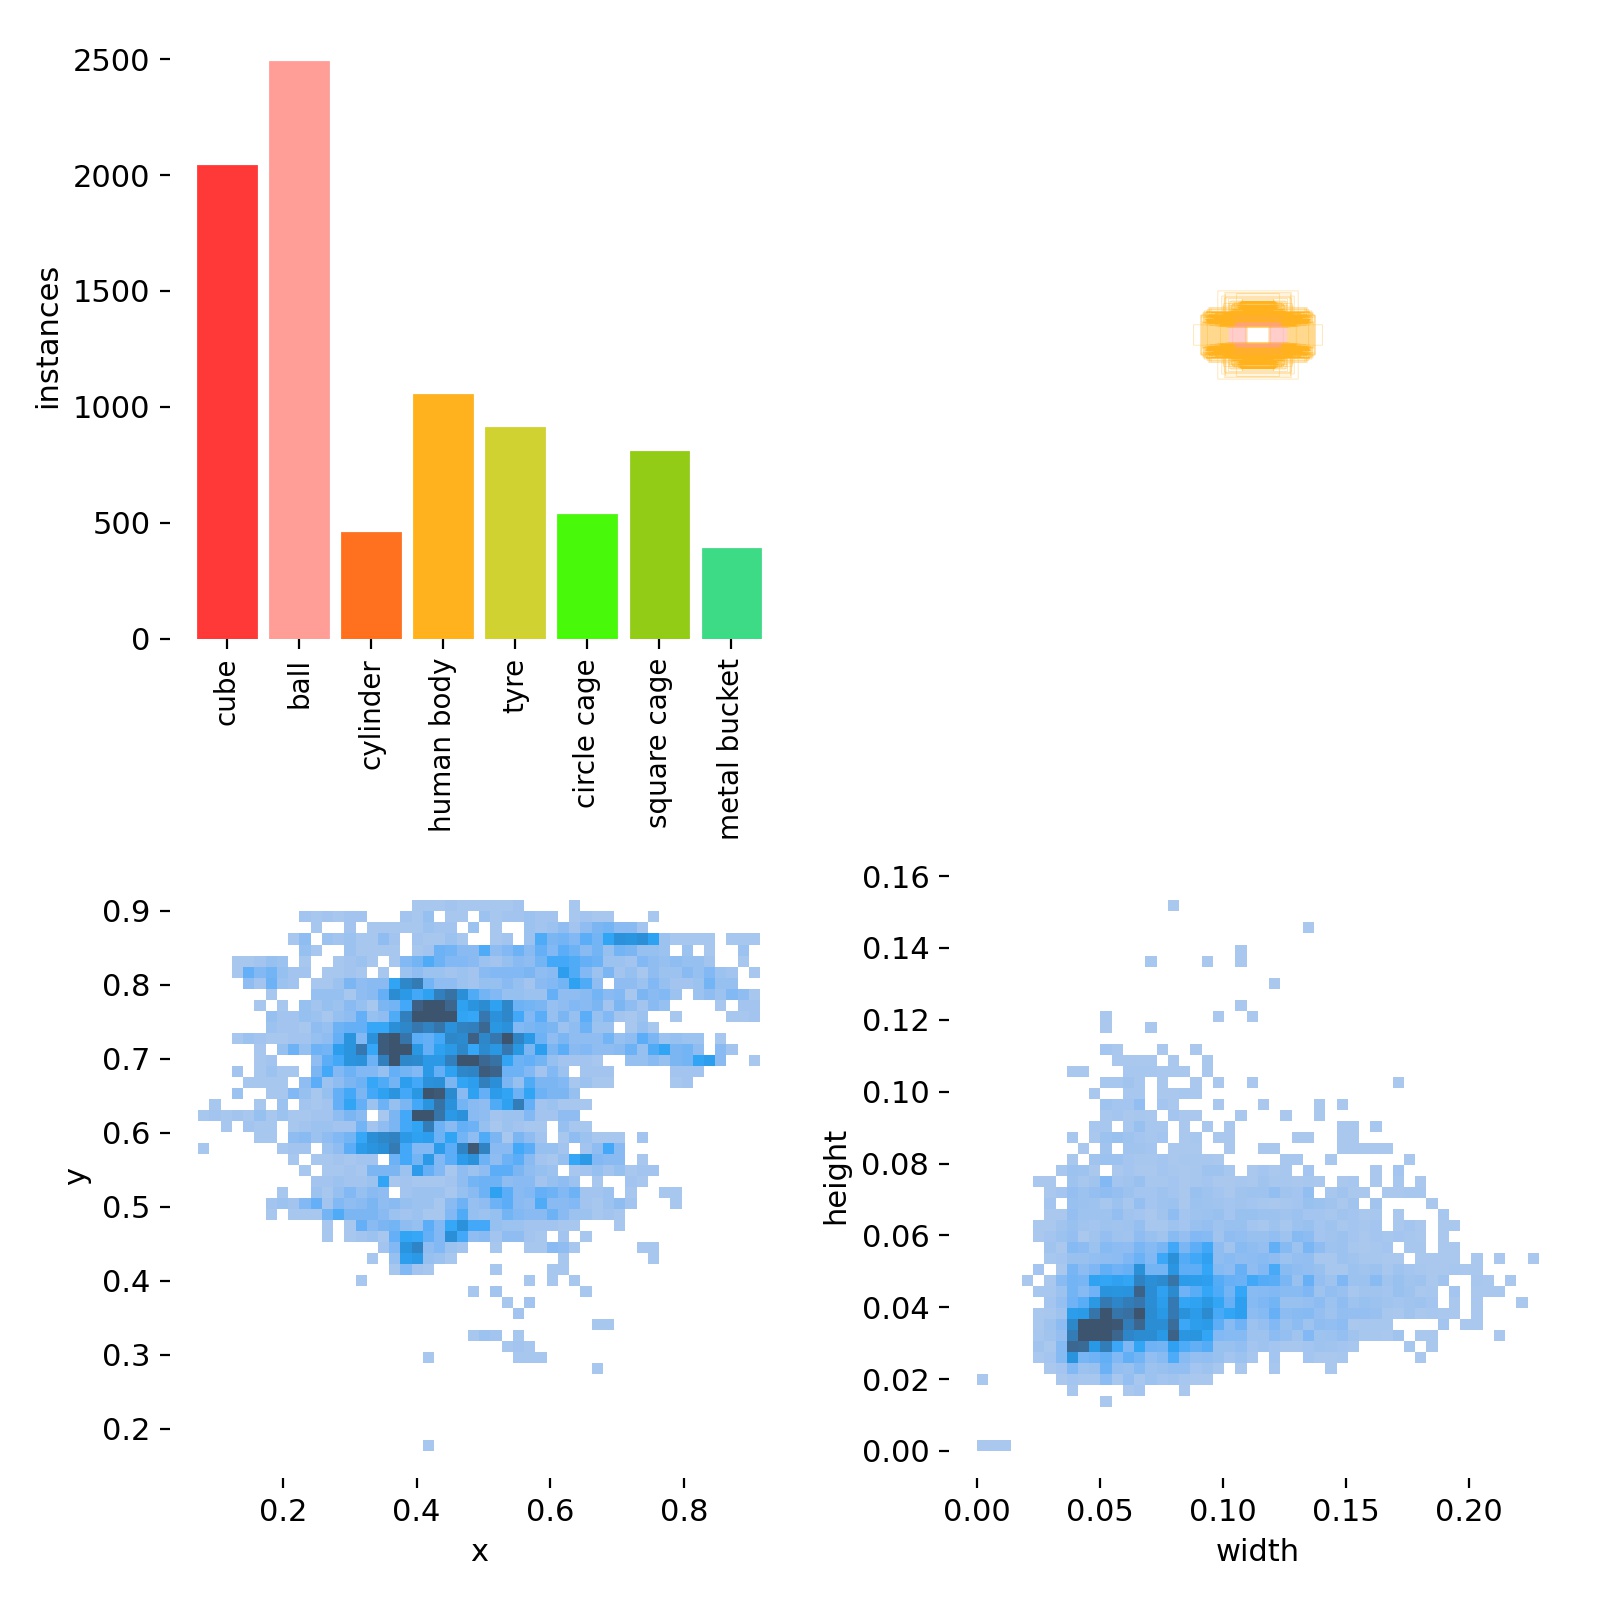 2500
2000
1500
1000
500
0
instances
cube
ball
cylinder
human body
tyre
circle cage
square cage
metal bucket
0.9
0.8
0.7
0.6
0.5
0.4
0.3
0.2
y
0.2 0.4 0.6 0.8
x
0.16
0.14
0.12
0.10
0.08
0.06
0.04
0.02
0.00
height
0.00 0.05 0.10 0.15 0.20
width